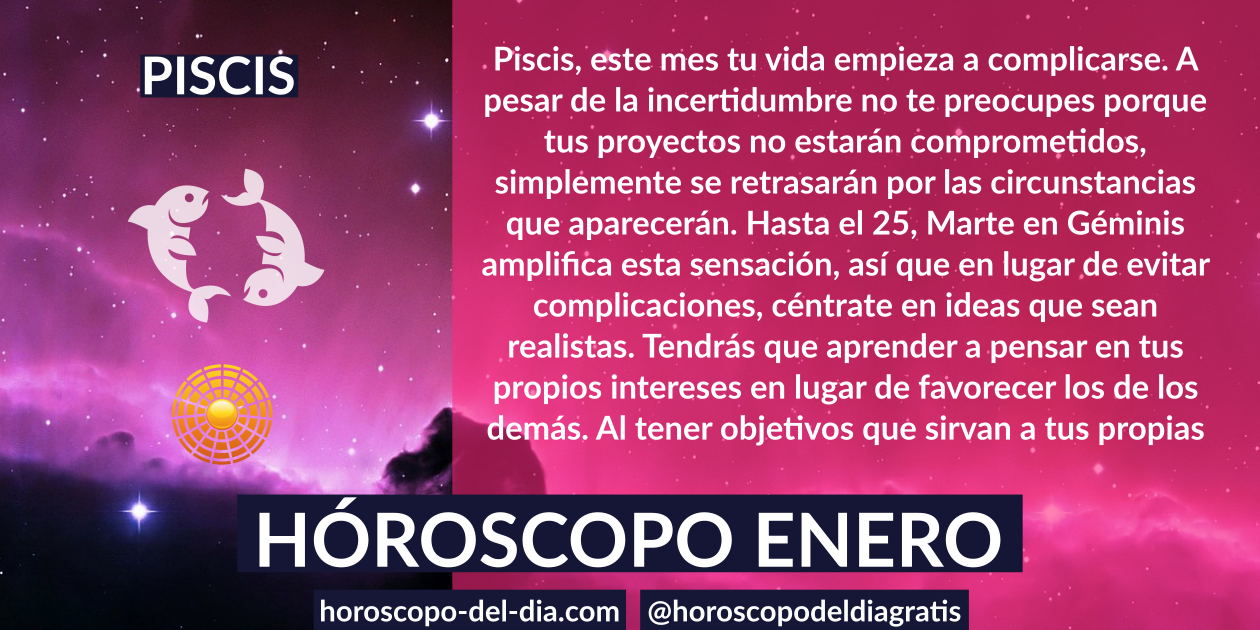 PISCIS
Piscis, este mes tu vida empieza a complicarse. A
pesar de la incertidumbre no te preocupes porque
tus proyectos no estarán comprometidos,
simplemente se retrasarán por las circunstancias
que aparecerán. Hasta el 25, Marte en Géminis
amplifica esta sensación, así que en lugar de evitar
complicaciones, céntrate en ideas que sean
realistas. Tendrás que aprender a pensar en tus
propios intereses en lugar de favorecer los de los
demás. Al tener objetivos que sirvan a tus propias
HÓROSCOPO ENERO
horoscopo-del-dia.com
@horoscopodeldiagratis